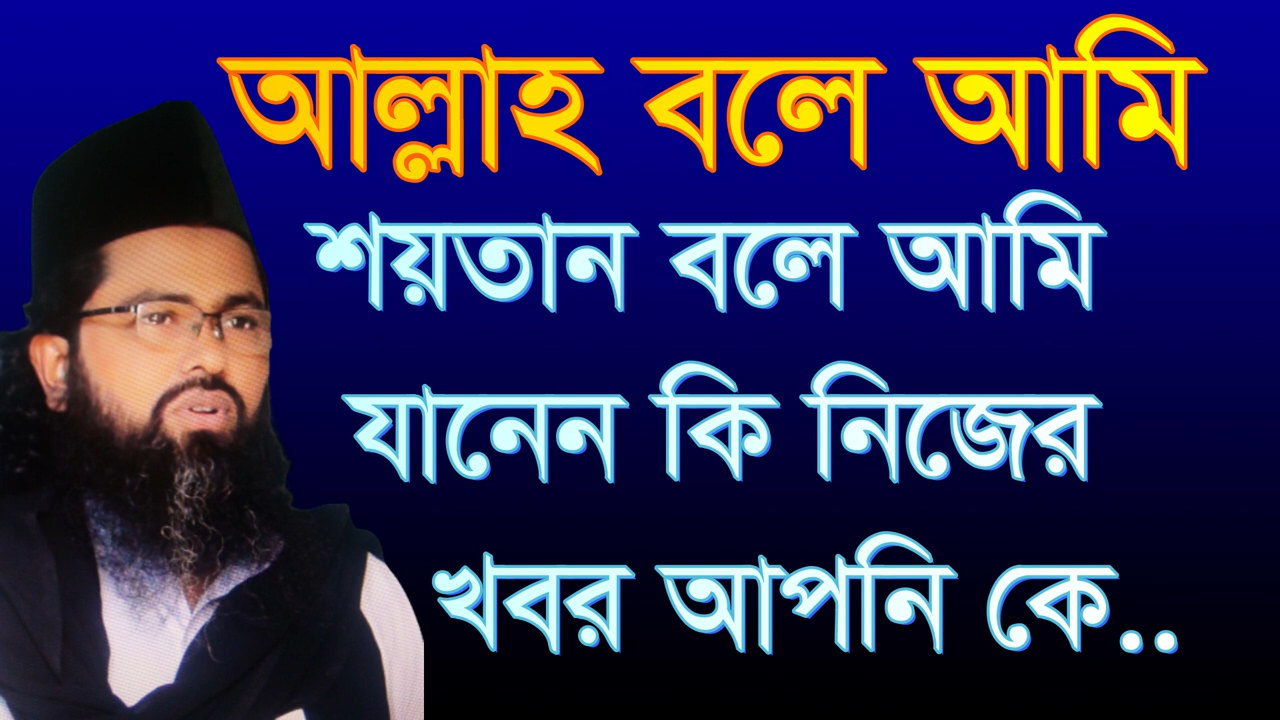 আল্লাহ বলে আমি
শয়তান বলে আমি
যানেন কি নিজের
খবর আপনি কে..